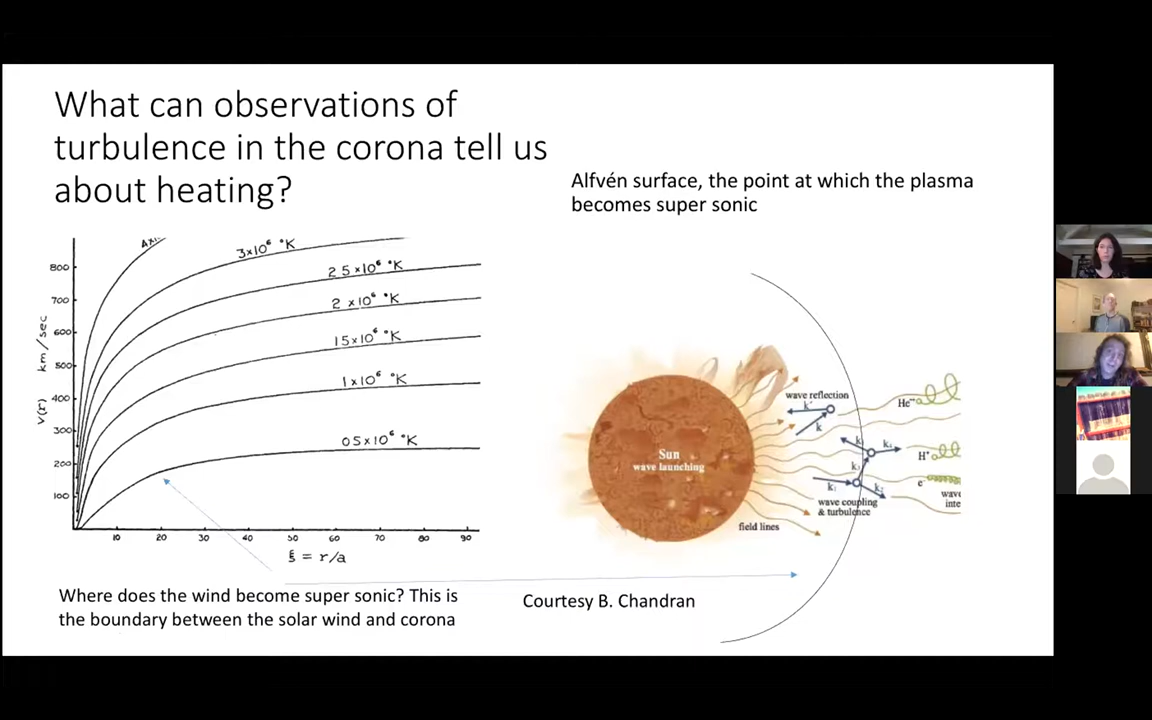 What can observations of
turbulence in the corona tell us
about heating?
Alfvén surface, the point at which the plasma
becomes super sonic
3×10⁶ °K
2 5×10⁶ °K
2 ×10⁶ °K
1 5×10⁶ °K
1×10⁶ °K
0 5×10⁶ °K
800
700
600
500
400
300
200
100
v(r) km/sec
10 20 30 40 50 60 70 80 90
ξ = r/a
Where does the wind become super sonic? This is
the boundary between the solar wind and corona
Sun
wave launching
wave reflection
wave coupling
& turbulence
field lines
H⁺
e⁻
wave
inte
Courtesy B. Chandran